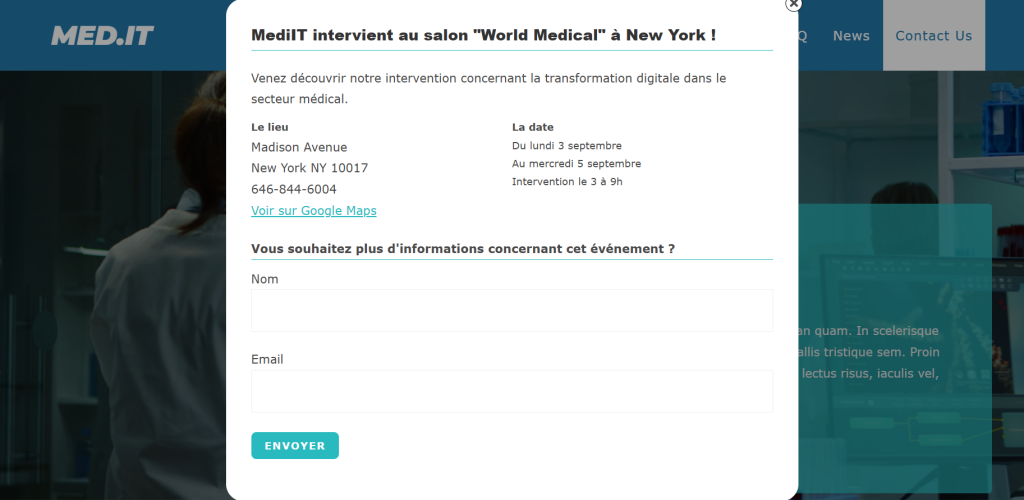 MED.IT
Q News Contact Us
MediIT intervient au salon "World Medical" à New York !
Venez découvrir notre intervention concernant la transformation digitale dans le
secteur médical.
Le lieu
Madison Avenue
New York NY 10017
646-844-6004
Voir sur Google Maps
La date
Du lundi 3 septembre
Au mercredi 5 septembre
Intervention le 3 à 9h
Vous souhaitez plus d'informations concernant cet événement ?
Nom
Email
ENVOYER
an quam. In scelerisque
allis tristique sem. Proin
lectus risus, iaculis vel,